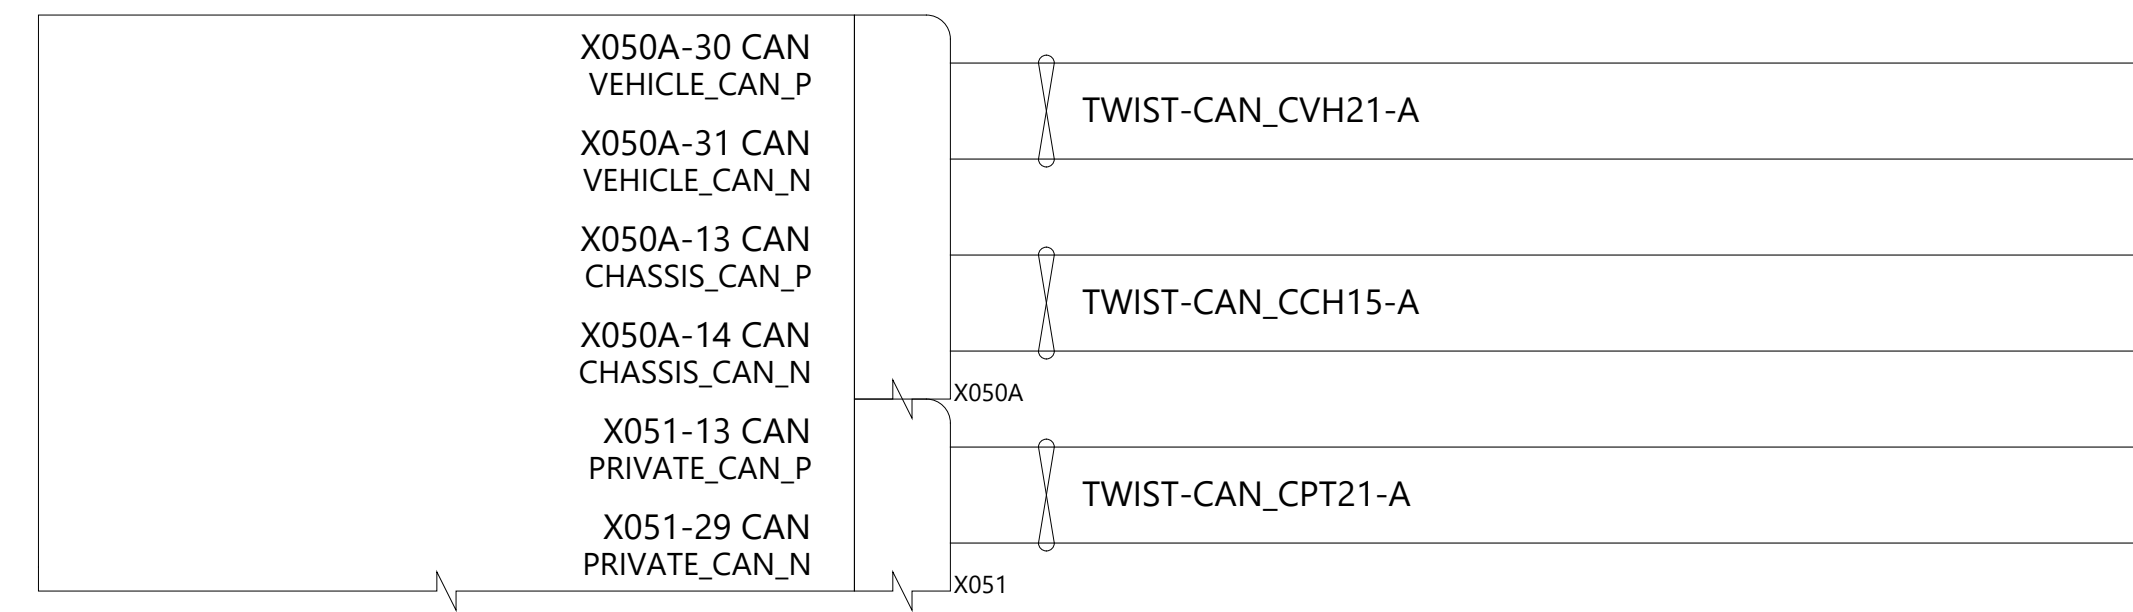 X050A-30 CAN
VEHICLE_CAN_P
TWIST-CAN_CVH21-A
X050A-31 CAN
VEHICLE_CAN_N
X050A-13 CAN
CHASSIS_CAN_P
TWIST-CAN_CCH15-A
X050A-14 CAN
CHASSIS_CAN_N
X050A
X051-13 CAN
PRIVATE_CAN_P
TWIST-CAN_CPT21-A
X051-29 CAN
PRIVATE_CAN_N
X051